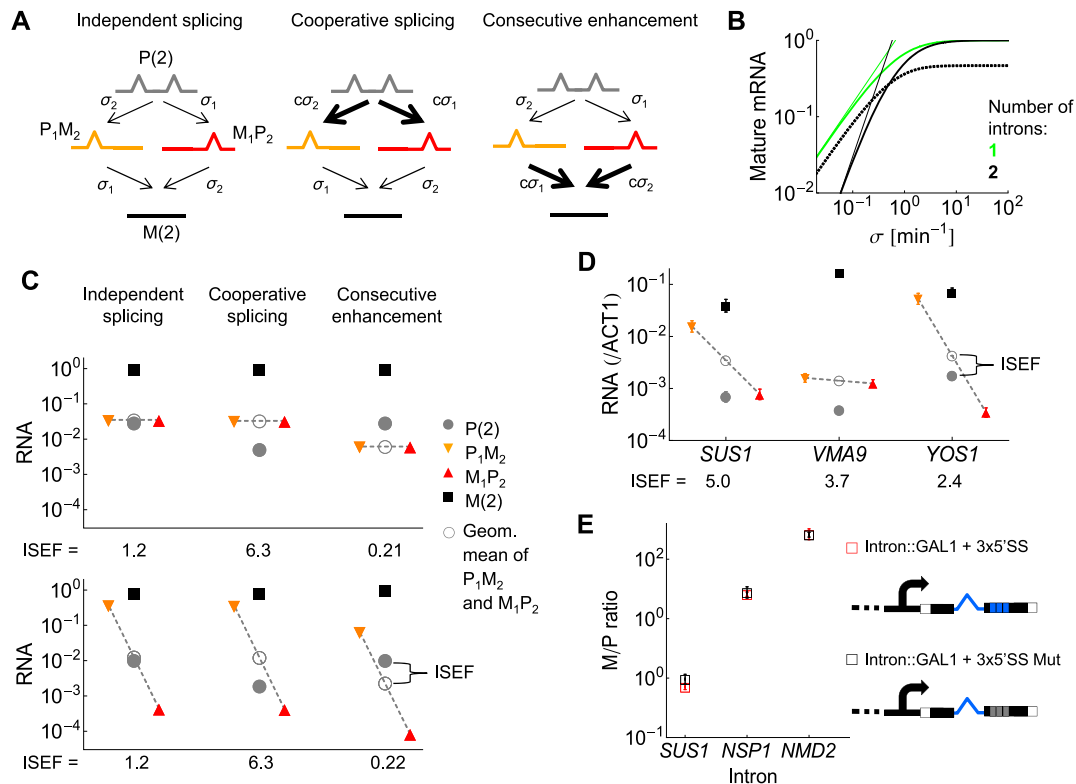 A
Independent splicing
Cooperative splicing
Consecutive enhancement
P(2)
σ2 σ1
cσ2 cσ1
σ2 σ1
P1M2 M1P2
σ1 σ2
σ1 σ2
cσ1 cσ2
M(2)
B
Mature mRNA
10^0
10^-1
10^-2
10^-1 10^0 10^1 10^2
σ [min^-1]
Number of
introns:
1
2
C
Independent
splicing
Cooperative
splicing
Consecutive
enhancement
RNA
10^0
10^-1
10^-2
10^-3
10^-4
ISEF = 1.2 6.3 0.21
P(2)
P1M2
M1P2
M(2)
Geom.
mean of
P1M2
and M1P2
RNA
10^0
10^-1
10^-2
10^-3
10^-4
ISEF
ISEF = 1.2 6.3 0.22
D
RNA (/ACT1)
10^-1
10^-2
10^-3
10^-4
ISEF
SUS1 VMA9 YOS1
ISEF = 5.0 3.7 2.4
E
M/P ratio
10^2
10^1
10^0
10^-1
SUS1 NSP1 NMD2
Intron
Intron::GAL1 + 3x5'SS
Intron::GAL1 + 3x5'SS Mut